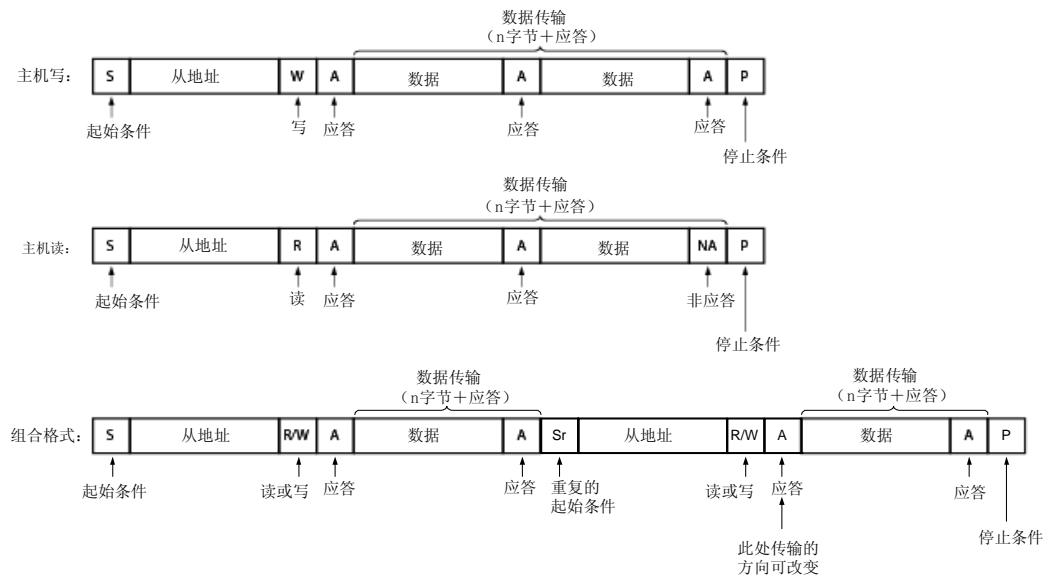 数据传输
（n字节＋应答）
主机写： S 从地址 W A 数据 A 数据 A P
起始条件 写 应答 应答 应答
停止条件
数据传输
（n字节＋应答）
主机读： S 从地址 R A 数据 A 数据 NA P
起始条件 读 应答 应答 非应答
停止条件
数据传输 数据传输
（n字节＋应答） （n字节＋应答）
组合格式： S 从地址 R/W A 数据 A Sr 从地址 R/W A 数据 A P
起始条件 读或写 应答 应答 重复的 读或写 应答 应答
起始条件
停止条件
此处传输的
方向可改变